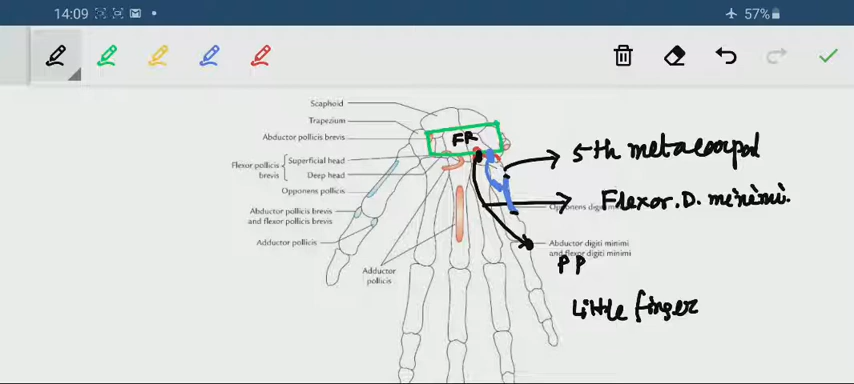 14:09
57%
Scaphoid
Trapezium
Abductor pollicis brevis
FR
Flexor pollicis brevis
Superficial head
Deep head
Opponens pollicis
Abductor pollicis brevis
and flexor pollicis brevis
Adductor pollicis
Adductor
pollicis
5th metacarpal
Flexor. D. minimi.
Opponens digi
Abductor digiti minimi
and flexor digiti minimi
PP
Little finger